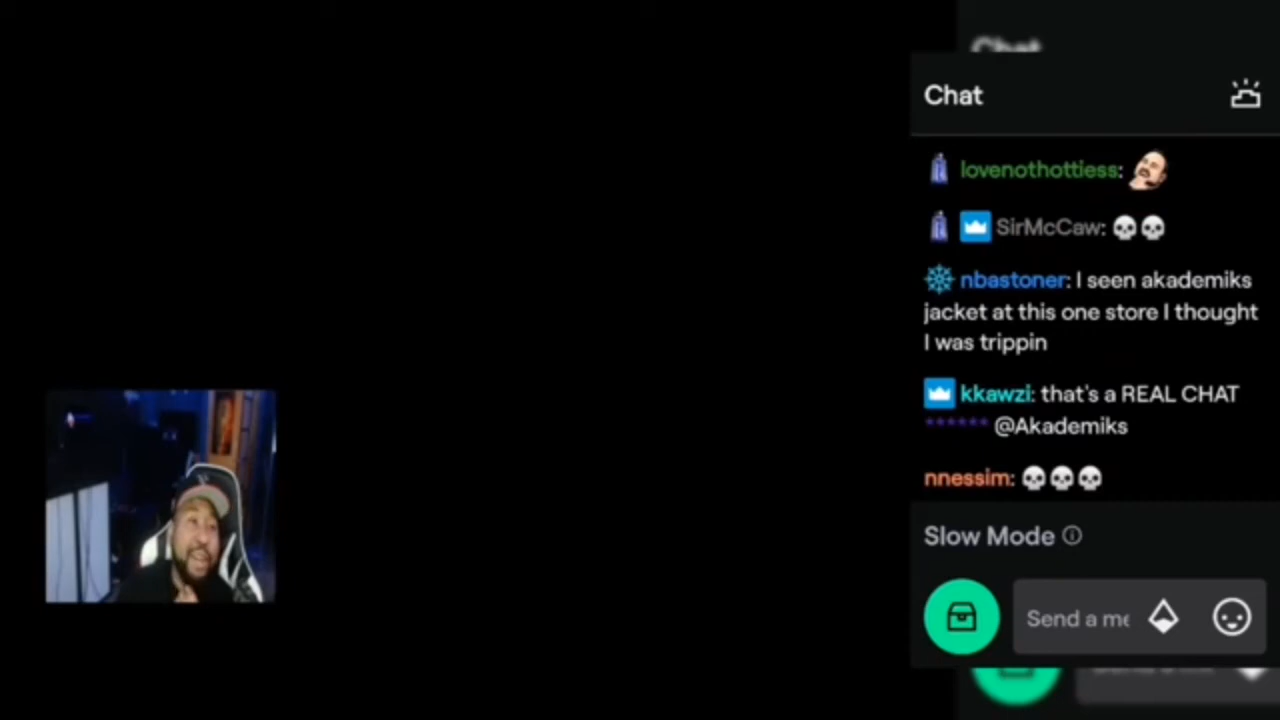 Chat
Chat
lovenothottiess:
SirMcCaw: 💀💀
nbastoner: I seen akademiks
jacket at this one store I thought
I was trippin
kkawzi: that's a REAL CHAT
****** @Akademiks
nnessim: 💀💀💀
Slow Mode
Send a me